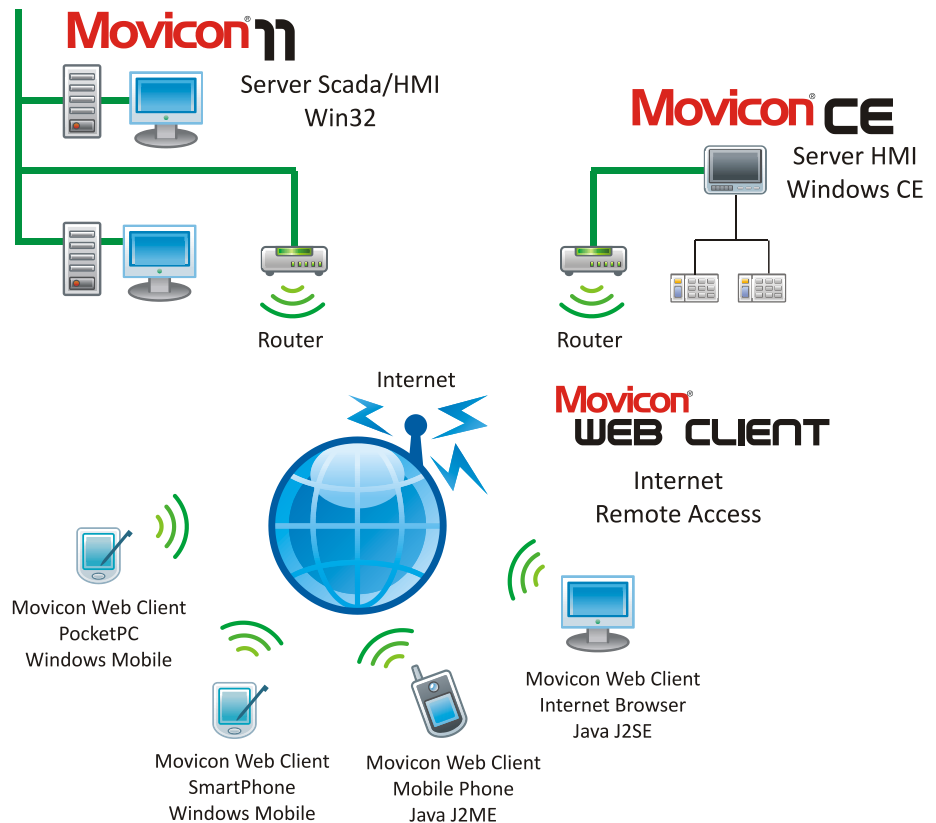 Movicon® 11
Server Scada/HMI
Win32
Movicon® CE
Server HMI
Windows CE
Router
Router
Internet
Movicon®
WEB CLIENT
Internet
Remote Access
Movicon Web Client
PocketPC
Windows Mobile
Movicon Web Client
SmartPhone
Windows Mobile
Movicon Web Client
Mobile Phone
Java J2ME
Movicon Web Client
Internet Browser
Java J2SE